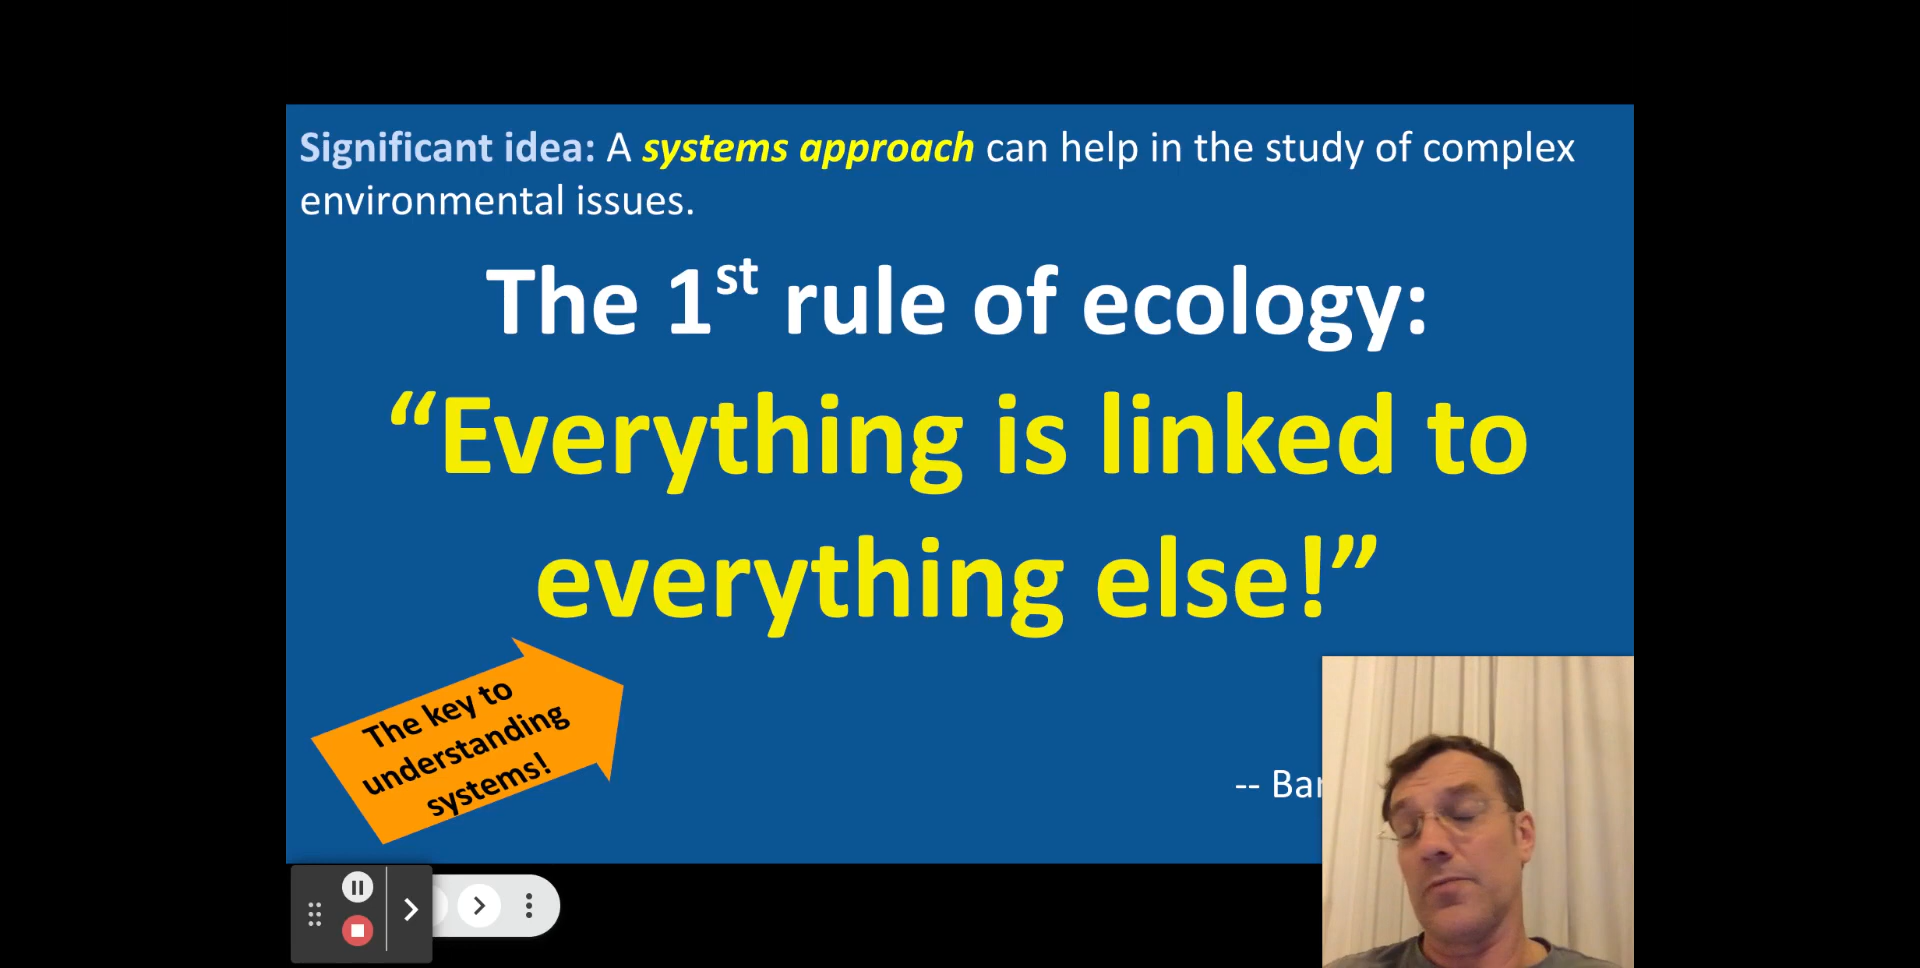 Significant idea: A systems approach can help in the study of complex
environmental issues.
The 1st rule of ecology:
“Everything is linked to
everything else!”
The key to
understanding
systems!
--